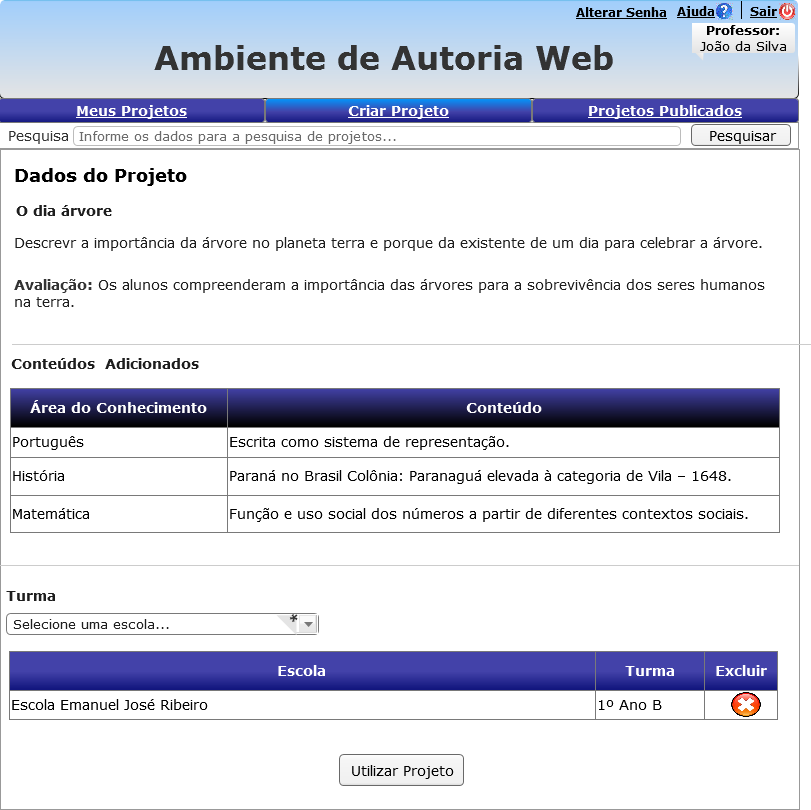 Alterar Senha Ajuda? Sair
Professor:
João da Silva
Ambiente de Autoria Web
Meus Projetos Criar Projeto Projetos Publicados
Pesquisa Informe os dados para a pesquisa de projetos... Pesquisar
Dados do Projeto
O dia árvore
Descrevr a importância da árvore no planeta terra e porque da existente de um dia para celebrar a árvore.
Avaliação: Os alunos compreenderam a importância das árvores para a sobrevivência dos seres humanos
na terra.
Conteúdos Adicionados
Área do Conhecimento Conteúdo
Português Escrita como sistema de representação.
História Paraná no Brasil Colônia: Paranaguá elevada à categoria de Vila – 1648.
Matemática Função e uso social dos números a partir de diferentes contextos sociais.
Turma
Selecione uma escola... *
Escola Turma Excluir
Escola Emanuel José Ribeiro 1º Ano B
Utilizar Projeto